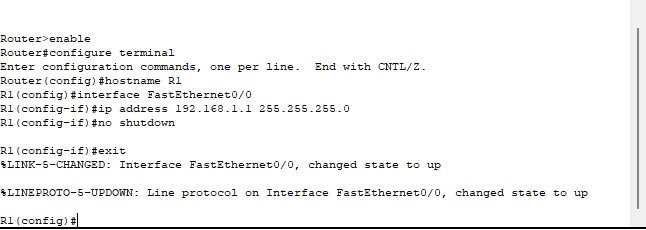 Router>enable
Router#configure terminal
Enter configuration commands, one per line.  End with CNTL/Z.
Router(config)#hostname R1
R1(config)#interface FastEthernet0/0
R1(config-if)#ip address 192.168.1.1 255.255.255.0
R1(config-if)#no shutdown
R1(config-if)#exit
%LINK-5-CHANGED: Interface FastEthernet0/0, changed state to up
%LINEPROTO-5-UPDOWN: Line protocol on Interface FastEthernet0/0, changed state to up
R1(config)#